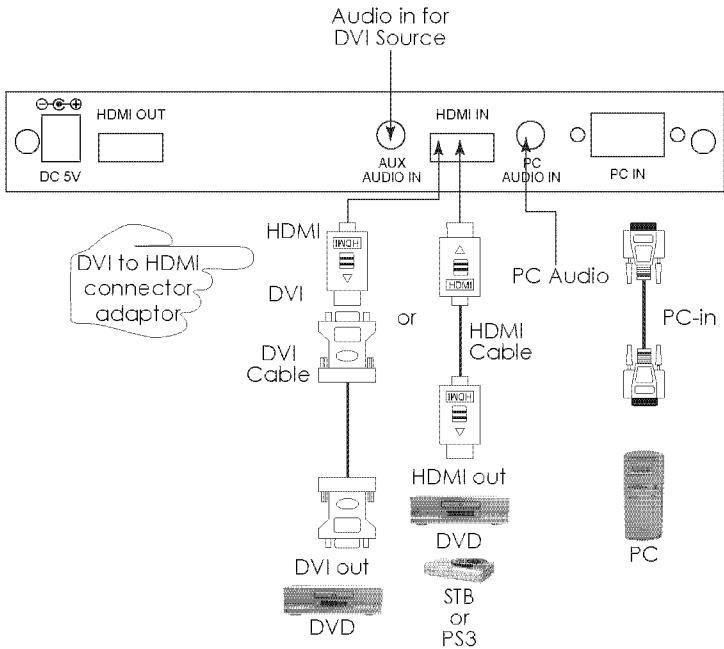 Audio in for
DVI Source
HDMI OUT
HDMI IN
DC 5V
AUX
AUDIO IN
PC
AUDIO IN
PC IN
HDMI
HDMI
HDMI
DVI to HDMI
connector
adaptor
DVI
or
PC Audio
PC-in
HDMI
Cable
DVI
Cable
HDMI
HDMI out
DVD
DVI out
DVD
STB
or
PS3
PC